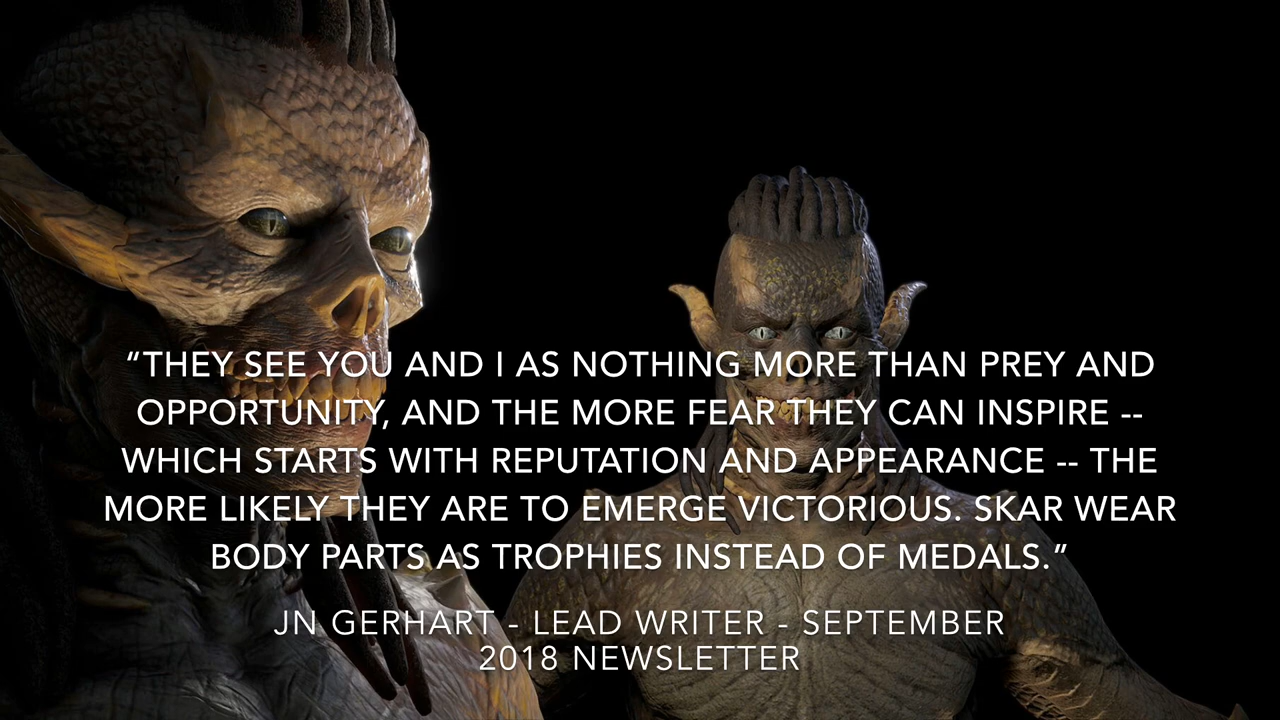 “THEY SEE YOU AND I AS NOTHING MORE THAN PREY AND
OPPORTUNITY, AND THE MORE FEAR THEY CAN INSPIRE --
WHICH STARTS WITH REPUTATION AND APPEARANCE -- THE
MORE LIKELY THEY ARE TO EMERGE VICTORIOUS. SKAR WEAR
BODY PARTS AS TROPHIES INSTEAD OF MEDALS.”
JN GERHART - LEAD WRITER - SEPTEMBER
2018 NEWSLETTER